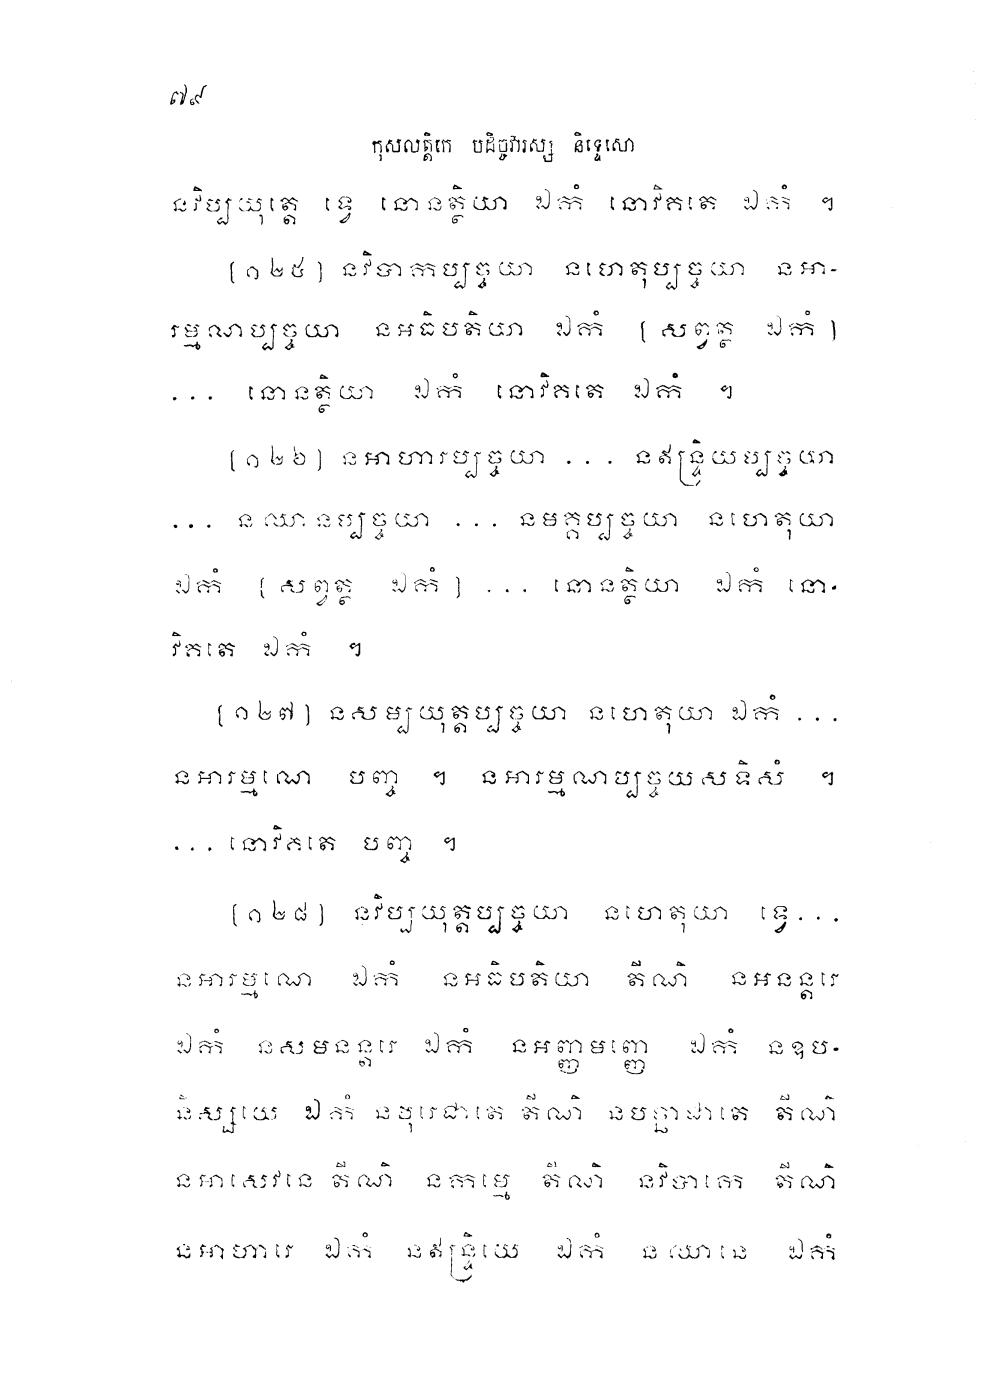 ៧៩
កុសលត្តិកេ បដិច្ចវារស្ស និទ្ទេសោ
នវិប្បយុត្តេ ទ្វេ នោនត្ថិយា ឯកំ នោវិគតេ ឯកំ ។
(១២៥) នវិបាកប្បច្ចយា នហេតុប្បច្ចយា នអា-
រម្មណប្បច្ចយា នអធិបតិយា ឯកំ (សព្វត្ថ ឯកំ)
... នោនត្ថិយា ឯកំ នោវិគតេ ឯកំ ។
(១២៦) នអាហារប្បច្ចយា ... នឥន្ទ្រិយប្បច្ចយា
... នឈានប្បច្ចយា ... នមគ្គប្បច្ចយា នហេតុយា
ឯកំ (សព្វត្ថ ឯកំ) ... នោនត្ថិយា ឯកំ នោ-
វិគតេ ឯកំ ។
(១២៧) នសម្បយុត្តប្បច្ចយា នហេតុយា ឯកំ ...
នអារម្មណេ បញ្ច ។ នអារម្មណប្បច្ចយសទិសំ ។
... នោវិគតេ បញ្ច ។
(១២៨) នវិប្បយុត្តប្បច្ចយា នហេតុយា ទ្វេ...
នអារម្មណេ ឯកំ នអធិបតិយា តីណិ នអនន្តរេ
ឯកំ នសមនន្តរេ ឯកំ នអញ្ញមញ្ញេ ឯកំ នឧប-
និស្សយេ ឯកំ នបុរេជាតេ តីណិ នបច្ឆាជាតេ តីណិ
នអាសេវនេ តីណិ នកម្មេ តីណិ នវិបាកេ តីណិ
នអាហារេ ឯកំ នឥន្ទ្រិយេ ឯកំ នឈានេ ឯកំ